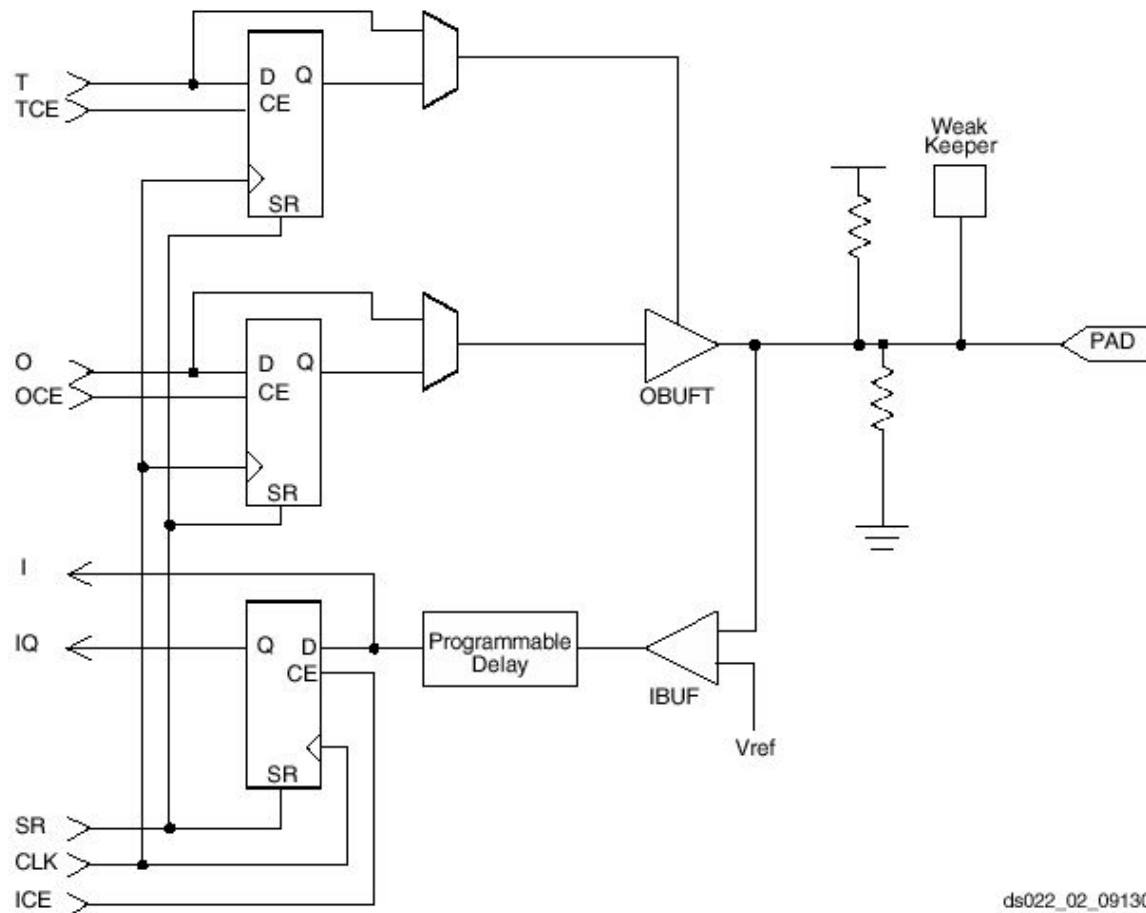 T
TCE
D Q
CE
SR
Weak
Keeper
O
OCE
D Q
CE
SR
OBUFT
PAD
I
IQ
Q D
CE
SR
Programmable
Delay
IBUF
Vref
SR
CLK
ICE
ds022_02_09130